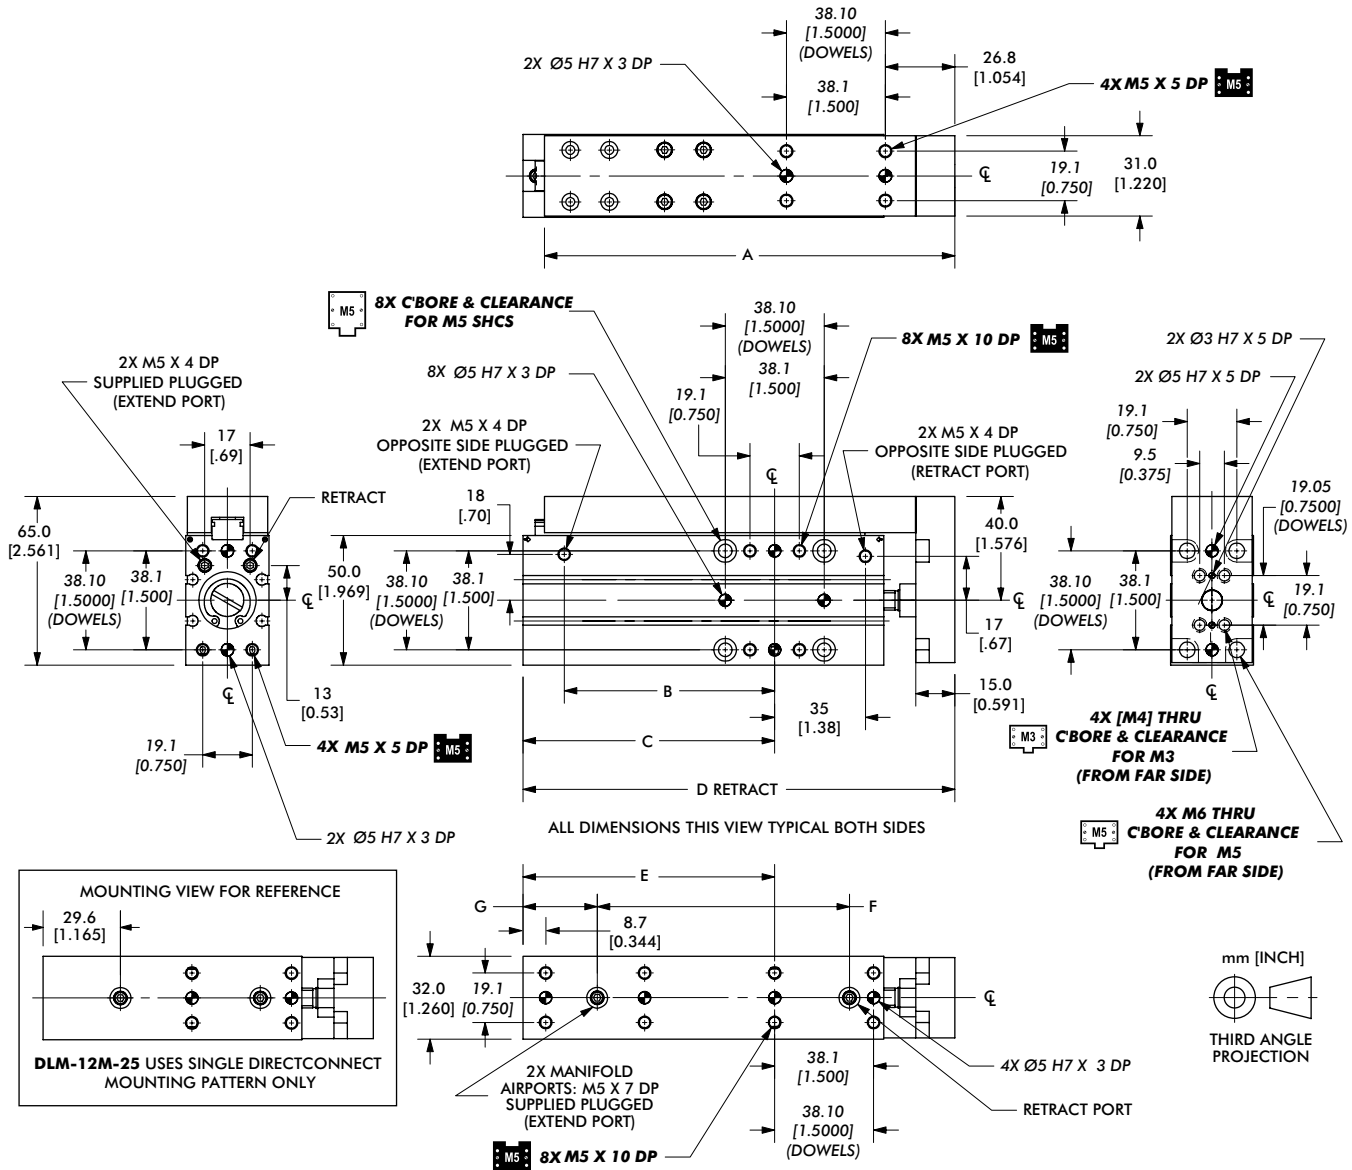 38.10
[1.5000]
(DOWELS)
2X Ø5 H7 X 3 DP
38.1
[1.500]
26.8
[1.054]
4X M5 X 5 DP
M5
19.1
[0.750]
31.0
[1.220]
℄
A
M5
8X C'BORE & CLEARANCE
FOR M5 SHCS
38.10
[1.5000]
(DOWELS)
38.1
[1.500]
8X M5 X 10 DP
M5
2X Ø3 H7 X 5 DP
2X M5 X 4 DP
SUPPLIED PLUGGED
(EXTEND PORT)
8X Ø5 H7 X 3 DP
19.1
[0.750]
2X Ø5 H7 X 5 DP
17
[.69]
2X M5 X 4 DP
OPPOSITE SIDE PLUGGED
(EXTEND PORT)
2X M5 X 4 DP
OPPOSITE SIDE PLUGGED
(RETRACT PORT)
19.1
[0.750]
9.5
[0.375]
℄
RETRACT
18
[.70]
19.05
[0.7500]
(DOWELS)
65.0
[2.561]
38.10
[1.5000]
(DOWELS)
38.1
[1.500]
℄
50.0
[1.969]
38.10
[1.5000]
(DOWELS)
38.1
[1.500]
40.0
[1.576]
℄
17
[.67]
38.10
[1.5000]
(DOWELS)
38.1
[1.500]
℄
19.1
[0.750]
℄
13
[0.53]
B
35
[1.38]
15.0
[0.591]
℄
19.1
[0.750]
4X M5 X 5 DP
M5
C
M3
4X [M4] THRU
C'BORE & CLEARANCE
FOR M3
(FROM FAR SIDE)
D RETRACT
2X Ø5 H7 X 3 DP
ALL DIMENSIONS THIS VIEW TYPICAL BOTH SIDES
M5
4X M6 THRU
C'BORE & CLEARANCE
FOR M5
(FROM FAR SIDE)
MOUNTING VIEW FOR REFERENCE
29.6
[1.165]
DLM-12M-25 USES SINGLE DIRECTCONNECT
MOUNTING PATTERN ONLY
E
G
F
8.7
[0.344]
32.0
[1.260]
19.1
[0.750]
℄
mm [INCH]
THIRD ANGLE
PROJECTION
2X MANIFOLD
AIRPORTS: M5 X 7 DP
SUPPLIED PLUGGED
(EXTEND PORT)
38.1
[1.500]
4X Ø5 H7 X 3 DP
RETRACT PORT
38.10
[1.5000]
(DOWELS)
M5
8X M5 X 10 DP